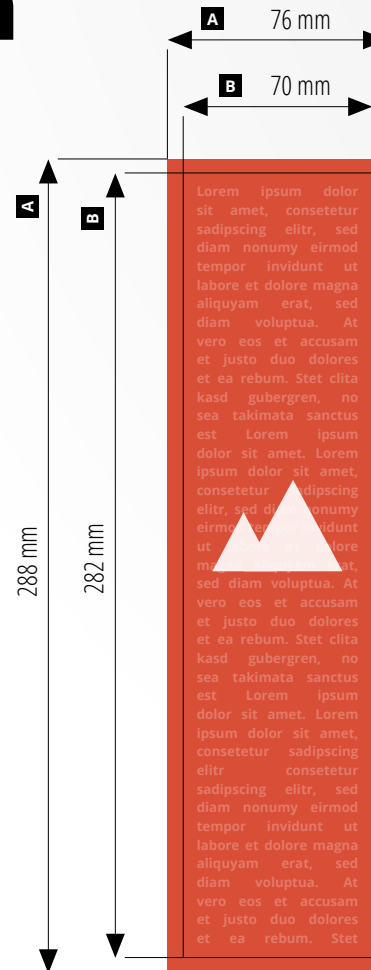 A 76 mm
B 70 mm
A
B
288 mm
282 mm
Lorem ipsum dolor
sit amet, consetetur
sadipscing elitr, sed
diam nonumy eirmod
tempor invidunt ut
labore et dolore magna
aliquyam erat, sed
diam voluptua. At
vero eos et accusam
et justo duo dolores
et ea rebum. Stet clita
kasd gubergren, no
sea takimata sanctus
est Lorem ipsum
dolor sit amet. Lorem
ipsum dolor sit amet,
consetetur
elitr, sed
ut
sed diam voluptua. At
vero eos et accusam
et justo duo dolores
et ea rebum. Stet clita
kasd gubergren, no
sea takimata sanctus
est Lorem ipsum
dolor sit amet. Lorem
ipsum dolor sit amet,
consetetur sadipscing
elitr consetetur
sadipscing elitr, sed
diam nonumy eirmod
tempor invidunt ut
labore et dolore magna
aliquyam erat, sed
diam voluptua. At
vero eos et accusam
et justo duo dolores
et ea rebum. Stet